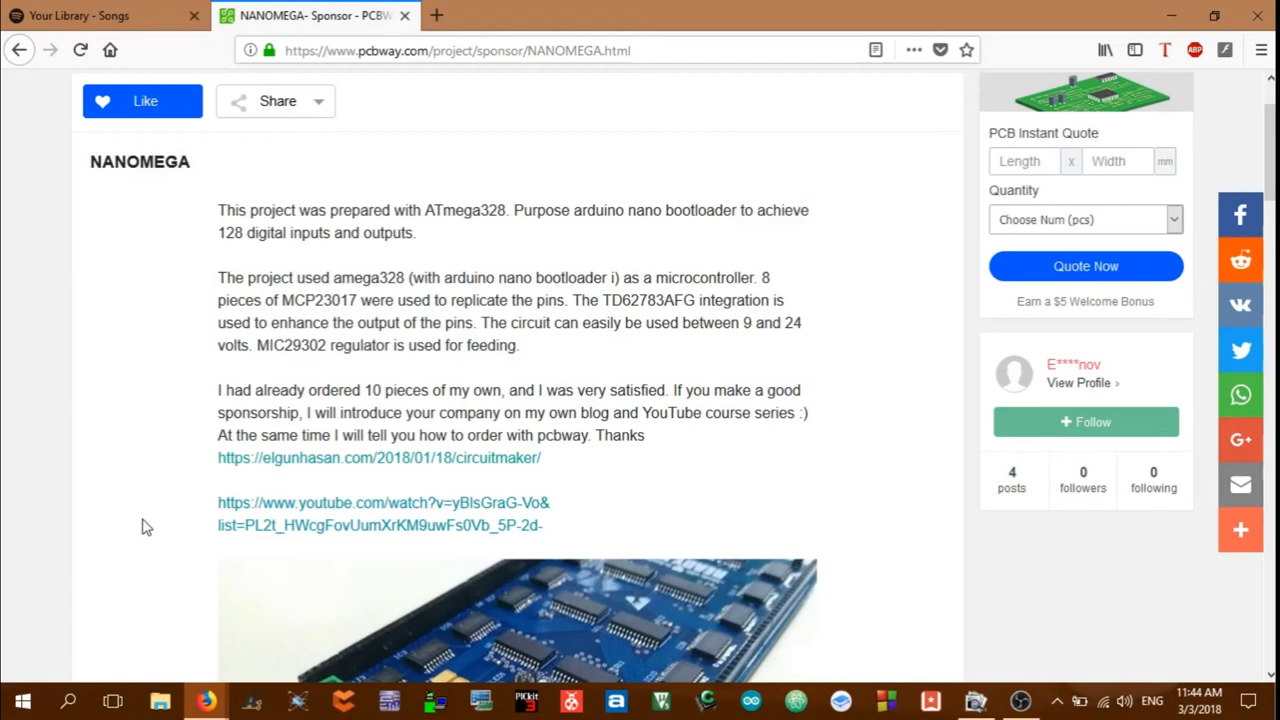 Your Library - Songs
NANOMEGA- Sponsor - PCBW
https://www.pcbway.com/project/sponsor/NANOMEGA.html
T
ABP
Like
Share
NANOMEGA
This project was prepared with ATmega328. Purpose arduino nano bootloader to achieve
128 digital inputs and outputs.
The project used amega328 (with arduino nano bootloader i) as a microcontroller. 8
pieces of MCP23017 were used to replicate the pins. The TD62783AFG integration is
used to enhance the output of the pins. The circuit can easily be used between 9 and 24
volts. MIC29302 regulator is used for feeding.
I had already ordered 10 pieces of my own, and I was very satisfied. If you make a good
sponsorship, I will introduce your company on my own blog and YouTube course series :)
At the same time I will tell you how to order with pcbway. Thanks
https://elgunhasan.com/2018/01/18/circuitmaker/
https://www.youtube.com/watch?v=yBlsGraG-Vo&
list=PL2t_HWcgFovUumXrKM9uwFs0Vb_5P-2d-
PCB Instant Quote
Length x Width mm
Quantity
Choose Num (pcs)
Quote Now
Earn a $5 Welcome Bonus
E****nov
View Profile ›
+ Follow
4 0 0
posts followers following
PICkit
3
ENG
11:44 AM
3/3/2018